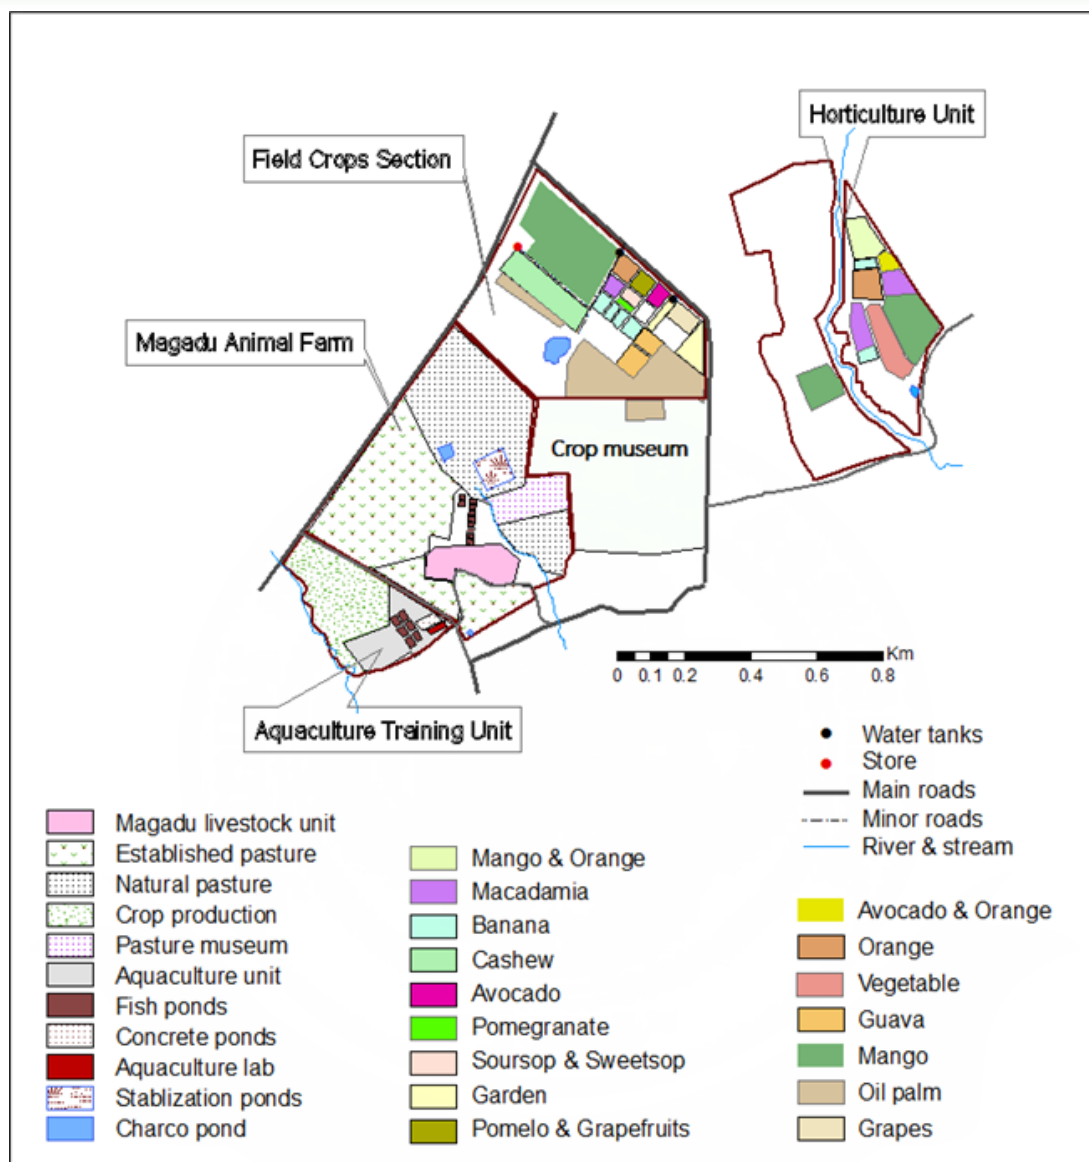 Horticulture Unit
Field Crops Section
Magadu Animal Farm
Crop museum
Km
0 0.1 0.2 0.4 0.6 0.8
Aquaculture Training Unit
Water tanks
Store
Main roads
Minor roads
River & stream
Magadu livestock unit
Established pasture
Natural pasture
Crop production
Pasture museum
Aquaculture unit
Fish ponds
Concrete ponds
Aquaculture lab
Stablization ponds
Charco pond
Mango & Orange
Macadamia
Banana
Cashew
Avocado
Pomegranate
Soursop & Sweetsop
Garden
Pomelo & Grapefruits
Avocado & Orange
Orange
Vegetable
Guava
Mango
Oil palm
Grapes